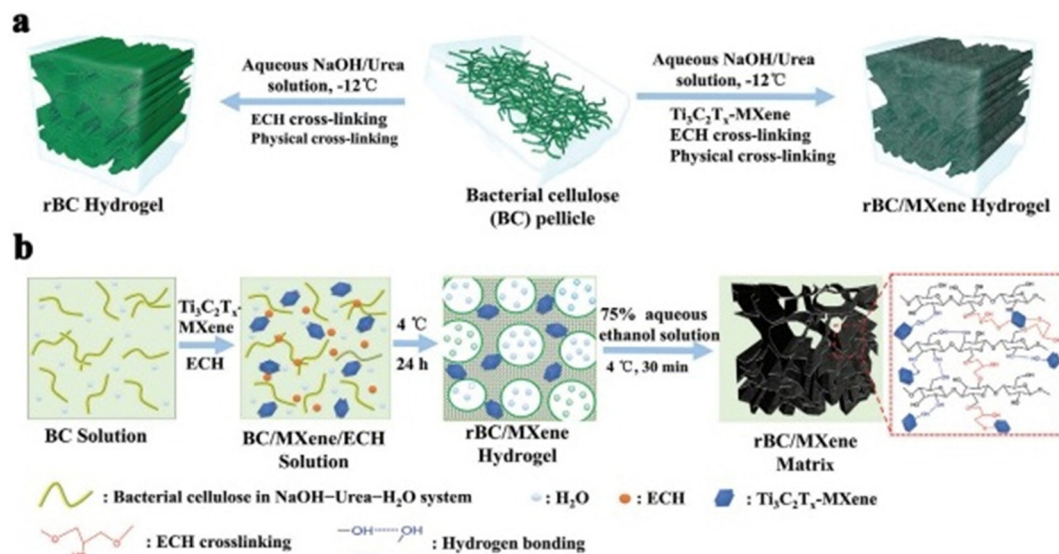 a
Aqueous NaOH/Urea
solution, -12℃
ECH cross-linking
Physical cross-linking
rBC Hydrogel
Bacterial cellulose
(BC) pellicle
Aqueous NaOH/Urea
solution, -12℃
Ti₃C₂Tₓ-MXene
ECH cross-linking
Physical cross-linking
rBC/MXene Hydrogel
b
BC Solution
Ti₃C₂Tₓ-
MXene
ECH
BC/MXene/ECH
Solution
4 ℃
24 h
rBC/MXene
Hydrogel
75% aqueous
ethanol solution
4 ℃, 30 min
rBC/MXene
Matrix
: Bacterial cellulose in NaOH−Urea−H₂O system
: H₂O
: ECH
: Ti₃C₂Tₓ-MXene
: ECH crosslinking
—OH
OH
: Hydrogen bonding